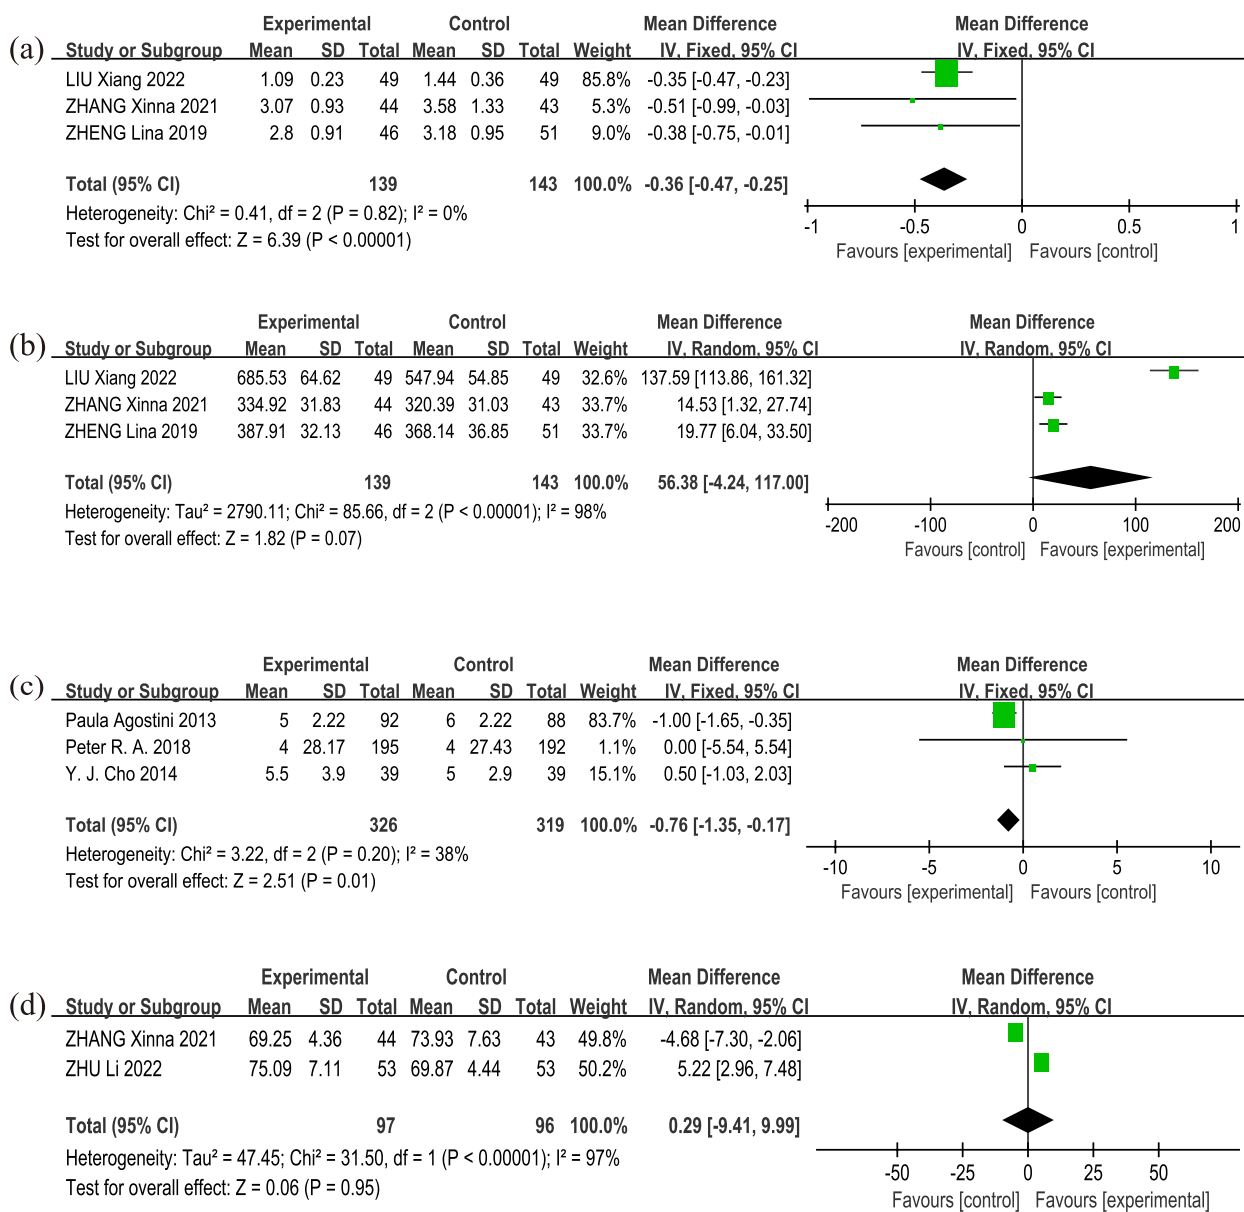 Experimental Control Mean Difference Mean Difference
(a) Study or Subgroup Mean SD Total Mean SD Total Weight IV, Fixed, 95% CI IV, Fixed, 95% CI
LIU Xiang 2022 1.09 0.23 49 1.44 0.36 49 85.8% -0.35 [-0.47, -0.23]
ZHANG Xinna 2021 3.07 0.93 44 3.58 1.33 43 5.3% -0.51 [-0.99, -0.03]
ZHENG Lina 2019 2.8 0.91 46 3.18 0.95 51 9.0% -0.38 [-0.75, -0.01]
Total (95% CI) 139 143 100.0% -0.36 [-0.47, -0.25]
Heterogeneity: Chi² = 0.41, df = 2 (P = 0.82); I² = 0%
Test for overall effect: Z = 6.39 (P < 0.00001)
-1 -0.5 0 0.5 1
Favours [experimental] Favours [control]
Experimental Control Mean Difference Mean Difference
(b) Study or Subgroup Mean SD Total Mean SD Total Weight IV, Random, 95% CI IV, Random, 95% CI
LIU Xiang 2022 685.53 64.62 49 547.94 54.85 49 32.6% 137.59 [113.86, 161.32]
ZHANG Xinna 2021 334.92 31.83 44 320.39 31.03 43 33.7% 14.53 [1.32, 27.74]
ZHENG Lina 2019 387.91 32.13 46 368.14 36.85 51 33.7% 19.77 [6.04, 33.50]
Total (95% CI) 139 143 100.0% 56.38 [-4.24, 117.00]
Heterogeneity: Tau² = 2790.11; Chi² = 85.66, df = 2 (P < 0.00001); I² = 98%
Test for overall effect: Z = 1.82 (P = 0.07)
-200 -100 0 100 200
Favours [control] Favours [experimental]
Experimental Control Mean Difference Mean Difference
(c) Study or Subgroup Mean SD Total Mean SD Total Weight IV, Fixed, 95% CI IV, Fixed, 95% CI
Paula Agostini 2013 5 2.22 92 6 2.22 88 83.7% -1.00 [-1.65, -0.35]
Peter R. A. 2018 4 28.17 195 4 27.43 192 1.1% 0.00 [-5.54, 5.54]
Y. J. Cho 2014 5.5 3.9 39 5 2.9 39 15.1% 0.50 [-1.03, 2.03]
Total (95% CI) 326 319 100.0% -0.76 [-1.35, -0.17]
Heterogeneity: Chi² = 3.22, df = 2 (P = 0.20); I² = 38%
Test for overall effect: Z = 2.51 (P = 0.01)
-10 -5 0 5 10
Favours [experimental] Favours [control]
Experimental Control Mean Difference Mean Difference
(d) Study or Subgroup Mean SD Total Mean SD Total Weight IV, Random, 95% CI IV, Random, 95% CI
ZHANG Xinna 2021 69.25 4.36 44 73.93 7.63 43 49.8% -4.68 [-7.30, -2.06]
ZHU Li 2022 75.09 7.11 53 69.87 4.44 53 50.2% 5.22 [2.96, 7.48]
Total (95% CI) 97 96 100.0% 0.29 [-9.41, 9.99]
Heterogeneity: Tau² = 47.45; Chi² = 31.50, df = 1 (P < 0.00001); I² = 97%
Test for overall effect: Z = 0.06 (P = 0.95)
-50 -25 0 25 50
Favours [control] Favours [experimental]